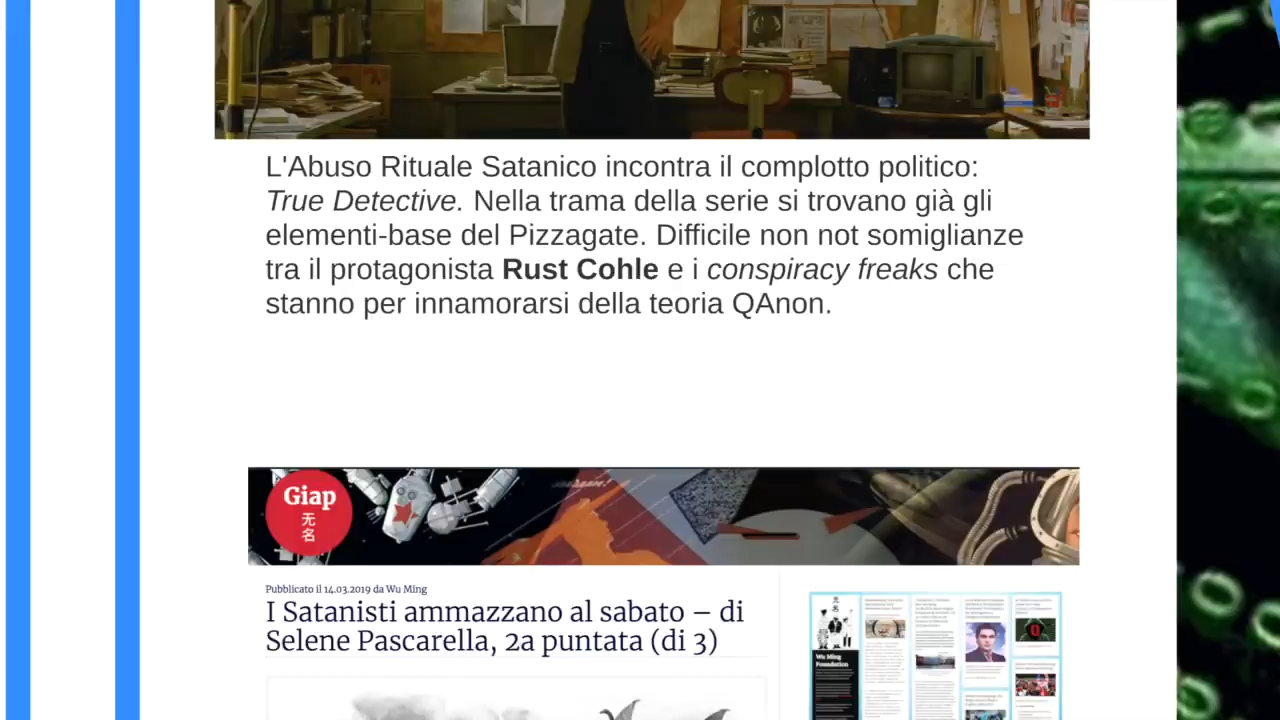 L'Abuso Rituale Satanico incontra il complotto politico:
True Detective. Nella trama della serie si trovano già gli
elementi-base del Pizzagate. Difficile non not somiglianze
tra il protagonista Rust Cohle e i conspiracy freaks che
stanno per innamorarsi della teoria QAnon.
Giap
无
名
Pubblicato il 14.03.2019 da Wu Ming
I Satanisti ammazzano al sabato – di
Selene Pascarella, 2a puntata (di 3)
Wu Ming
Foundation